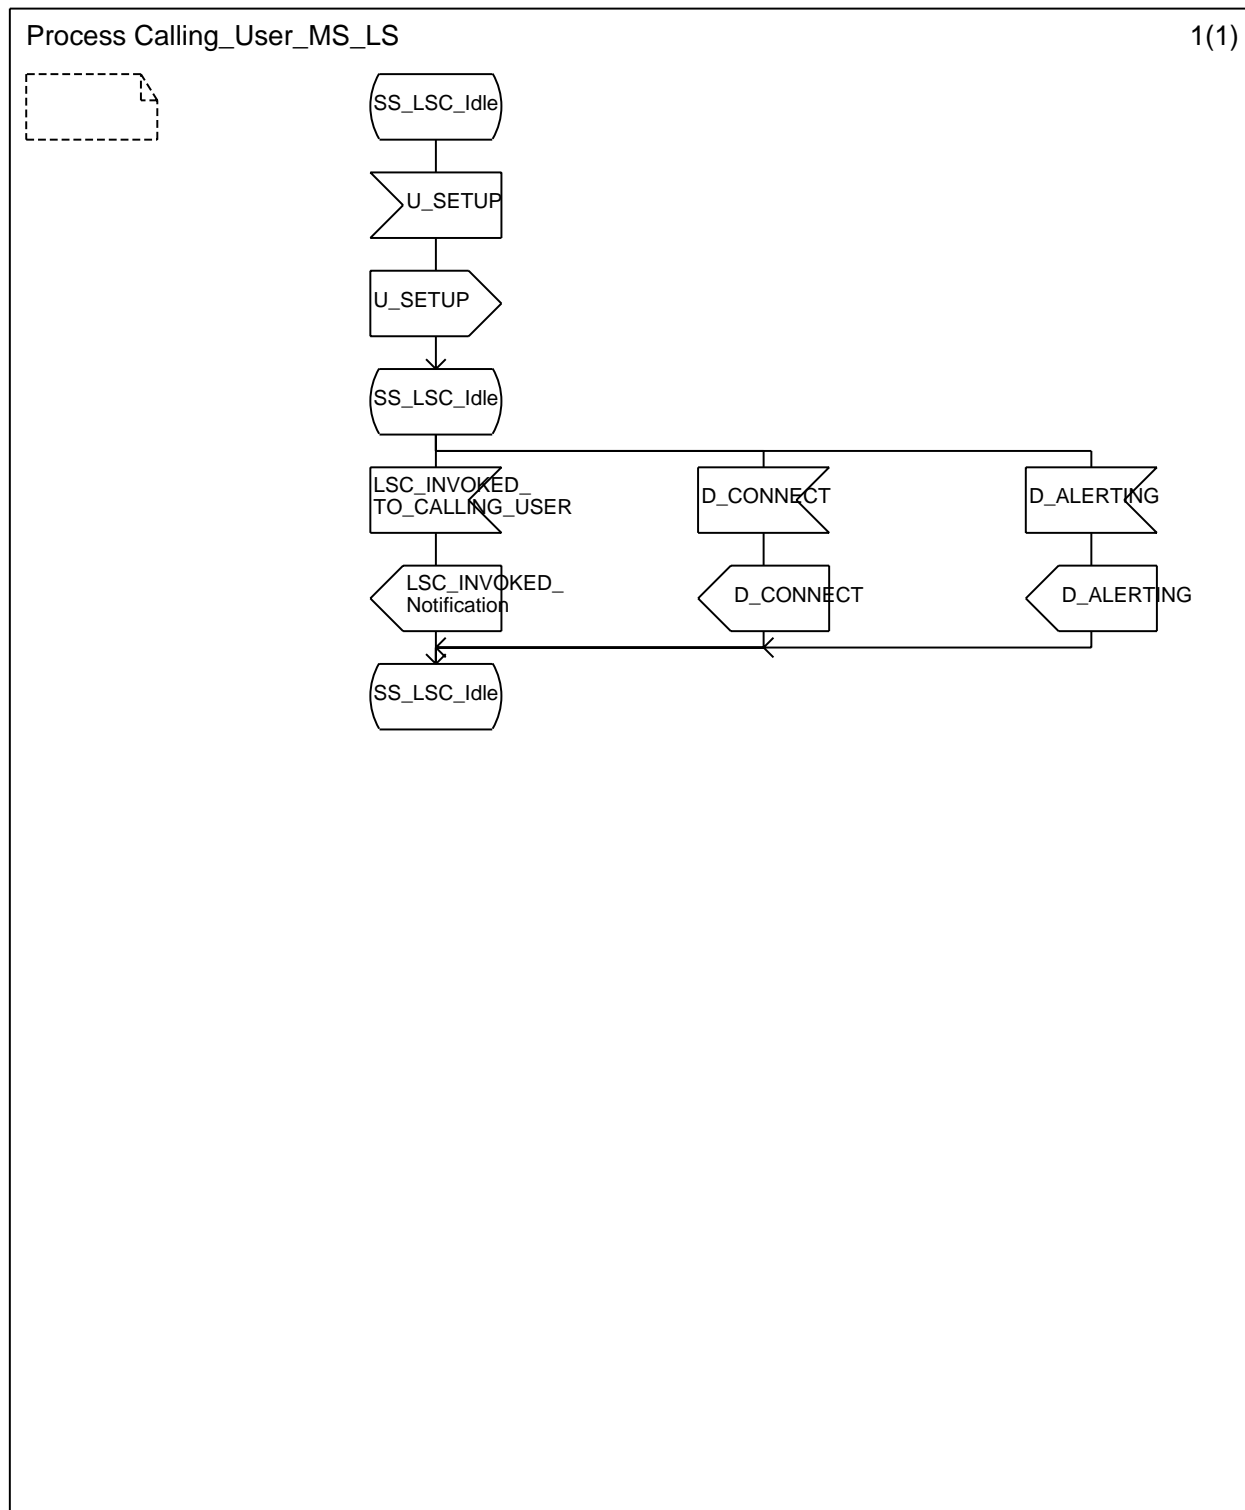 Process Calling_User_MS_LS
1(1)
SS_LSC_Idle
U_SETUP
U_SETUP
SS_LSC_Idle
LSC_INVOKED_
TO_CALLING_USER
D_CONNECT
D_ALERTING
LSC_INVOKED_
Notification
D_CONNECT
D_ALERTING
SS_LSC_Idle